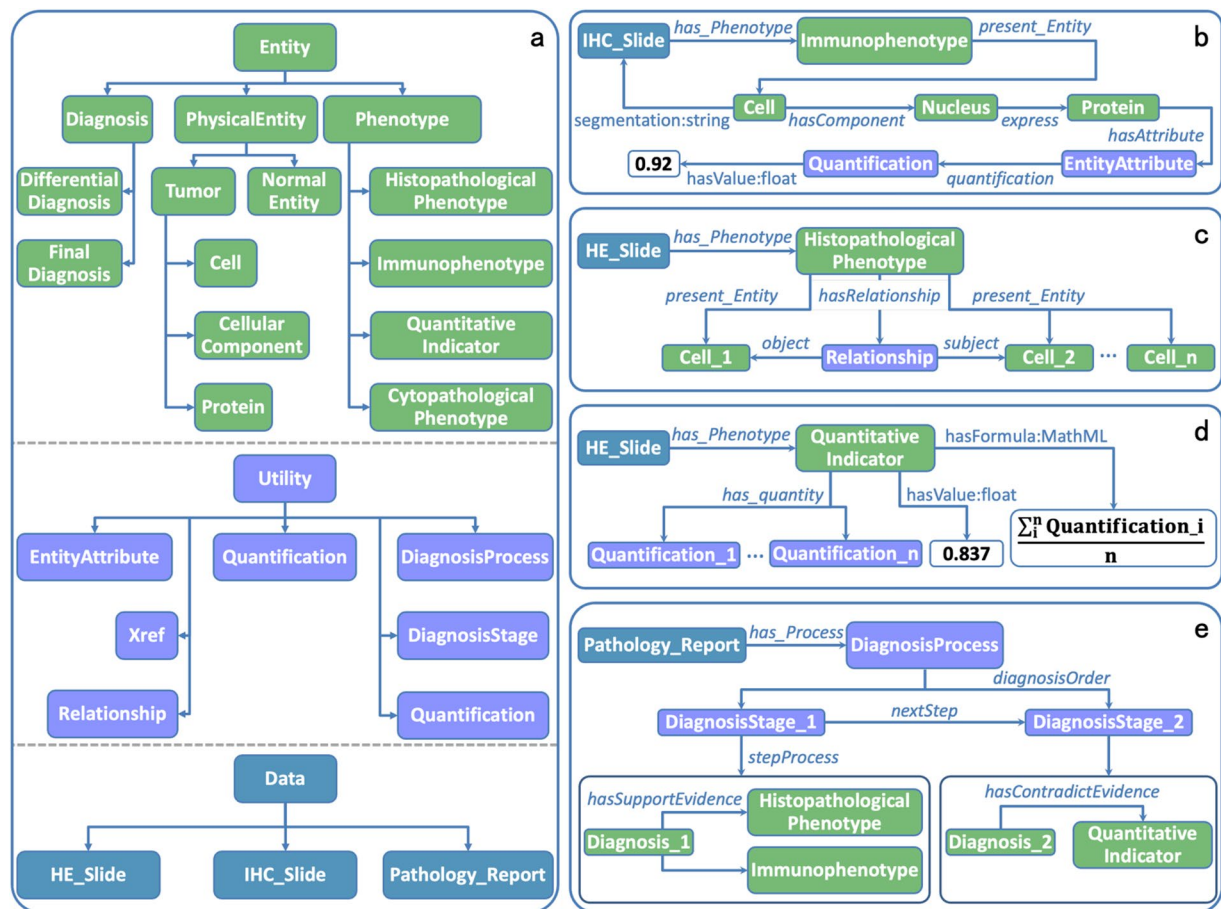 a
Entity
Diagnosis
PhysicalEntity
Phenotype
Differential
Diagnosis
Tumor
Normal
Entity
Histopathological
Phenotype
Final
Diagnosis
Cell
Immunophenotype
Cellular
Component
Quantitative
Indicator
Protein
Cytopathological
Phenotype
Utility
EntityAttribute
Quantification
DiagnosisProcess
Xref
DiagnosisStage
Relationship
Quantification
Data
HE_Slide
IHC_Slide
Pathology_Report
b
IHC_Slide
has_Phenotype
Immunophenotype
present_Entity
Cell
Nucleus
Protein
segmentation:string
hasComponent
express
hasAttribute
0.92
hasValue:float
Quantification
quantification
EntityAttribute
c
HE_Slide
has_Phenotype
Histopathological
Phenotype
present_Entity
hasRelationship
present_Entity
Cell_1
object
Relationship
subject
Cell_2
...
Cell_n
d
HE_Slide
has_Phenotype
Quantitative
Indicator
hasFormula:MathML
has_quantity
hasValue:float
Quantification_1
...
Quantification_n
0.837
∑ᵢⁿ Quantification_i
n
e
Pathology_Report
has_Process
DiagnosisProcess
diagnosisOrder
DiagnosisStage_1
nextStep
DiagnosisStage_2
stepProcess
hasSupportEvidence
Histopathological
Phenotype
Diagnosis_1
Immunophenotype
hasContradictEvidence
Diagnosis_2
Quantitative
Indicator